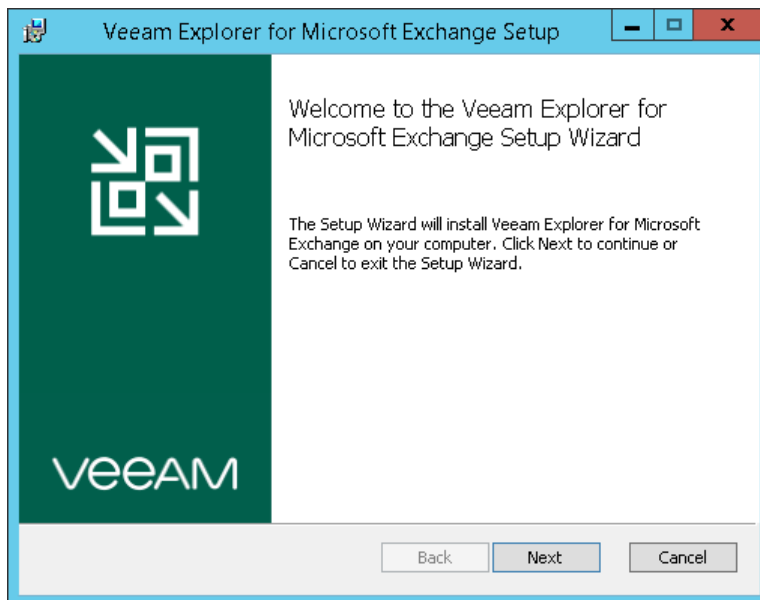 Veeam Explorer for Microsoft Exchange Setup
Welcome to the Veeam Explorer for
Microsoft Exchange Setup Wizard
The Setup Wizard will install Veeam Explorer for Microsoft
Exchange on your computer. Click Next to continue or
Cancel to exit the Setup Wizard.
veeAM
Back Next Cancel